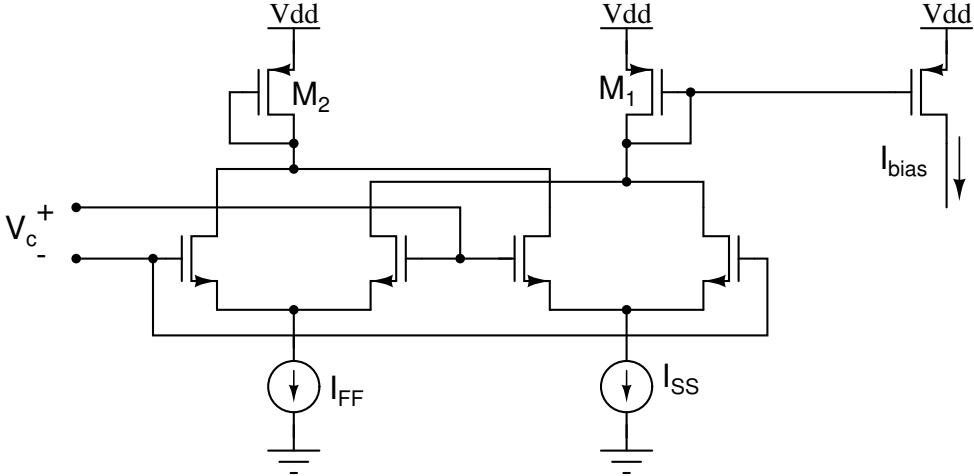 Vdd Vdd Vdd
M2 M1
Ibias
Vc + -
IFF ISS